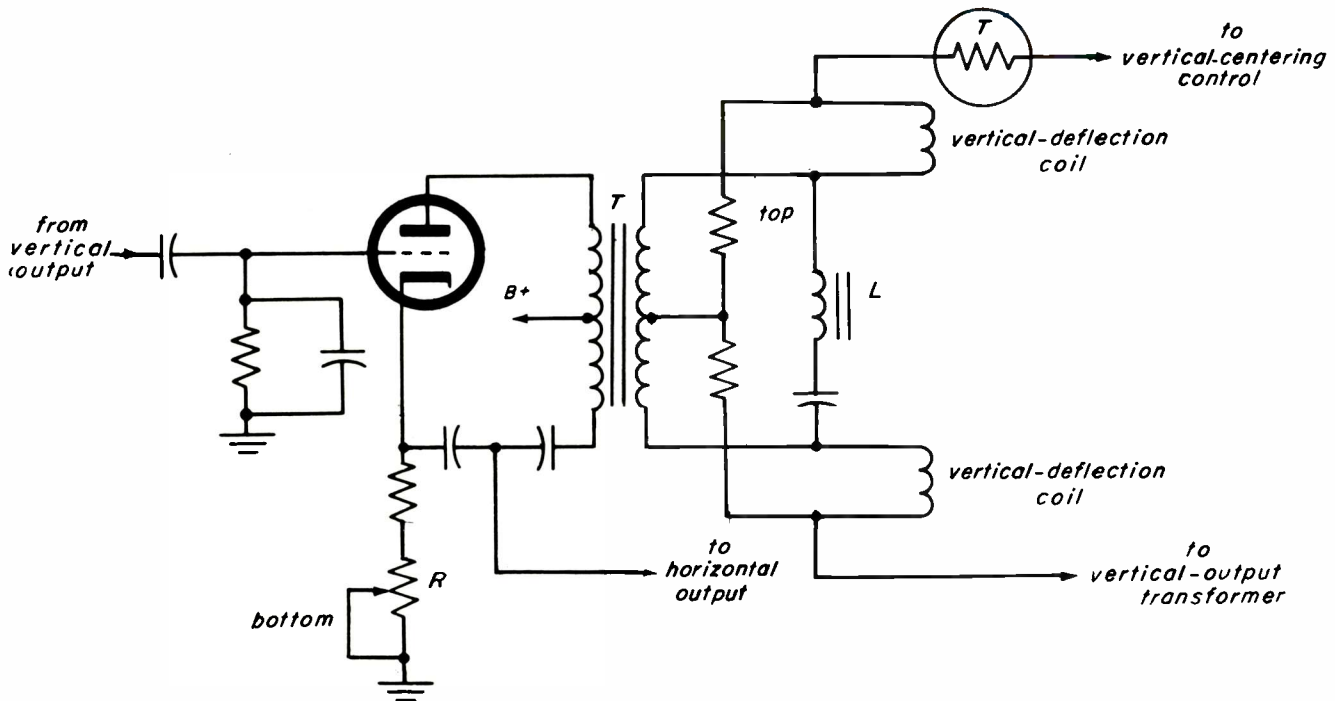 T
to
vertical-centering
control
vertical-deflection
coil
from
vertical
output
T
top
B+
L
vertical-deflection
coil
to
horizontal
output
R
bottom
to
vertical-output
transformer